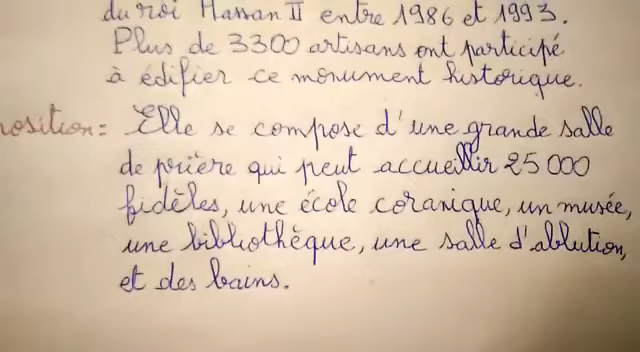 du roi Hassan II entre 1986 et 1993.
Plus de 3300 artisans ont participé
à édifier ce monument historique.
osition : Elle se compose d'une grande salle
de prière qui peut accueillir 25 000
fidèles, une école coranique, un musée,
une bibliothèque, une salle d'ablution,
et des bains.